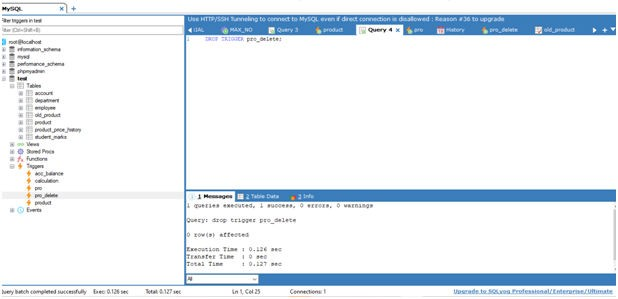 MySQL
Filter triggers in test
Filter (Ctrl+Shift+B)
root@localhost
information_schema
mysql
performance_schema
phpmyadmin
test
Tables
account
department
employee
old_product
product
product_price_history
student_marks
Views
Stored Procs
Functions
Triggers
acc_balance
calculation
pro
pro_delete
product
Events
Use HTTP/SSH Tunneling to connect to MySQL even if direct connection is disallowed : Reason #36 to upgrade
IIAL MAX_NO Query 3 product Query 4 pro History pro_delete old_product
1 DROP TRIGGER pro_delete;
1 Messages 2 Table Data 3 Info
1 queries executed, 1 success, 0 errors, 0 warnings
Query: drop trigger pro_delete
0 row(s) affected
Execution Time : 0.126 sec
Transfer Time : 0 sec
Total Time : 0.127 sec
All
Query batch completed successfully Exec: 0.126 sec Total: 0.127 sec Ln 1, Col 25 Connections: 1 Upgrade to SQLyog Professional/Enterprise/Ultimate